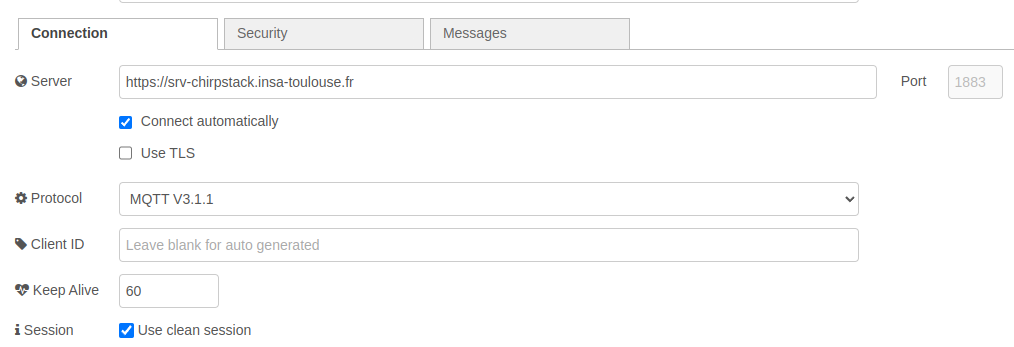 Connection Security Messages
Server https://srv-chirpstack.insa-toulouse.fr Port 1883
Connect automatically
Use TLS
Protocol MQTT V3.1.1
Client ID Leave blank for auto generated
Keep Alive 60
Session Use clean session